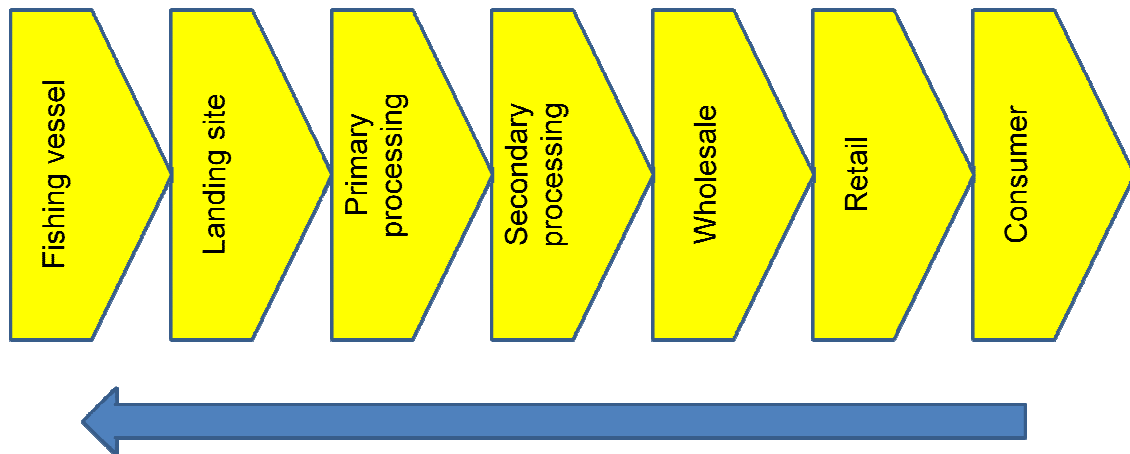 Fishing vessel
Landing site
Primary
processing
Secondary
processing
Wholesale
Retail
Consumer